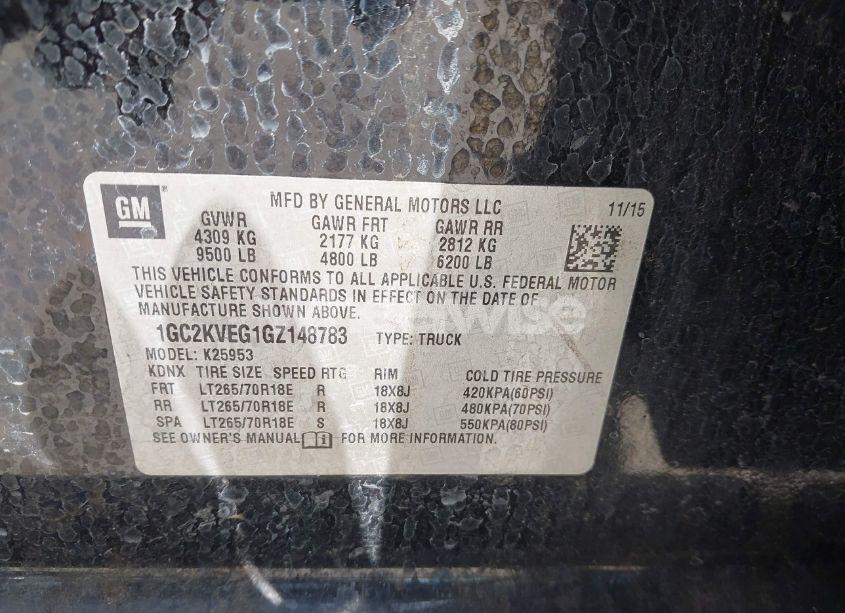 GM
MFD BY GENERAL MOTORS LLC
11/15
GVWR GAWR FRT GAWR RR
4309 KG 2177 KG 2812 KG
9500 LB 4800 LB 6200 LB
THIS VEHICLE CONFORMS TO ALL APPLICABLE U.S. FEDERAL MOTOR
VEHICLE SAFETY STANDARDS IN EFFECT ON THE DATE OF
MANUFACTURE SHOWN ABOVE.
1GC2KVEG1GZ148783 TYPE: TRUCK
MODEL: K25953
KDNX TIRE SIZE SPEED RTG RIM COLD TIRE PRESSURE
FRT LT265/70R18E R 18X8J 420KPA(60PSI)
RR LT265/70R18E R 18X8J 480KPA(70PSI)
SPA LT265/70R18E S 18X8J 550KPA(80PSI)
SEE OWNER'S MANUAL FOR MORE INFORMATION.